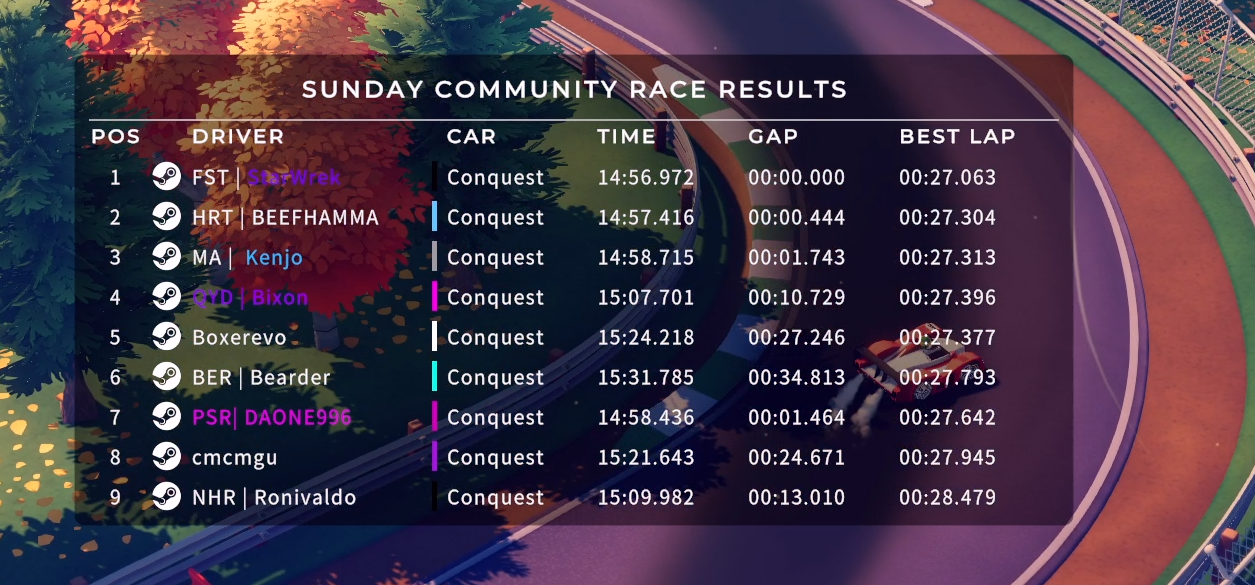 SUNDAY COMMUNITY RACE RESULTS
POS DRIVER CAR TIME GAP BEST LAP
1 FST | StarWrek Conquest 14:56.972 00:00.000 00:27.063
2 HRT | BEEFHAMMA Conquest 14:57.416 00:00.444 00:27.304
3 MA | Kenjo Conquest 14:58.715 00:01.743 00:27.313
4 QYD | Bixon Conquest 15:07.701 00:10.729 00:27.396
5 Boxerevo Conquest 15:24.218 00:27.246 00:27.377
6 BER | Bearder Conquest 15:31.785 00:34.813 00:27.793
7 PSR| DAONE996 Conquest 14:58.436 00:01.464 00:27.642
8 cmcmgu Conquest 15:21.643 00:24.671 00:27.945
9 NHR | Ronivaldo Conquest 15:09.982 00:13.010 00:28.479